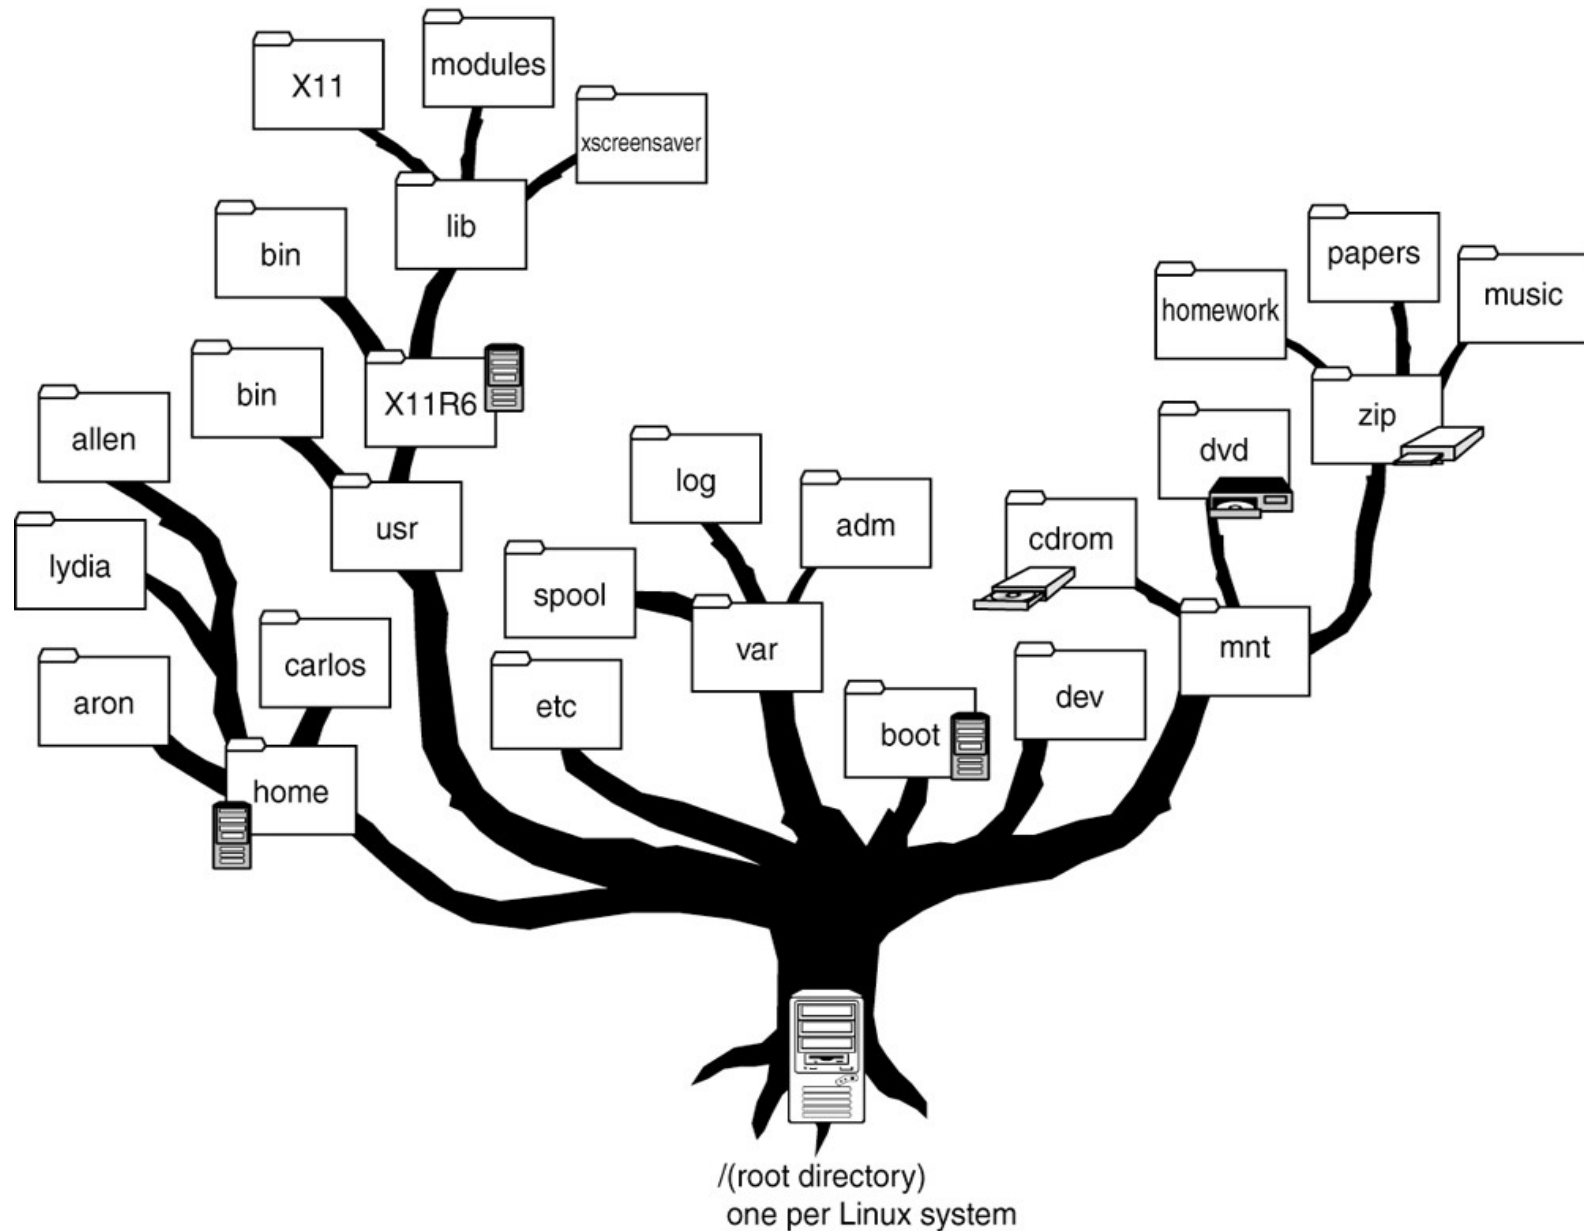 modules
X11
xscreensaver
lib
bin
papers
music
homework
bin
X11R6
zip
allen
dvd
log
usr
adm
cdrom
lydia
spool
var
mnt
carlos
aron
etc
dev
boot
home
/(root directory)
one per Linux system